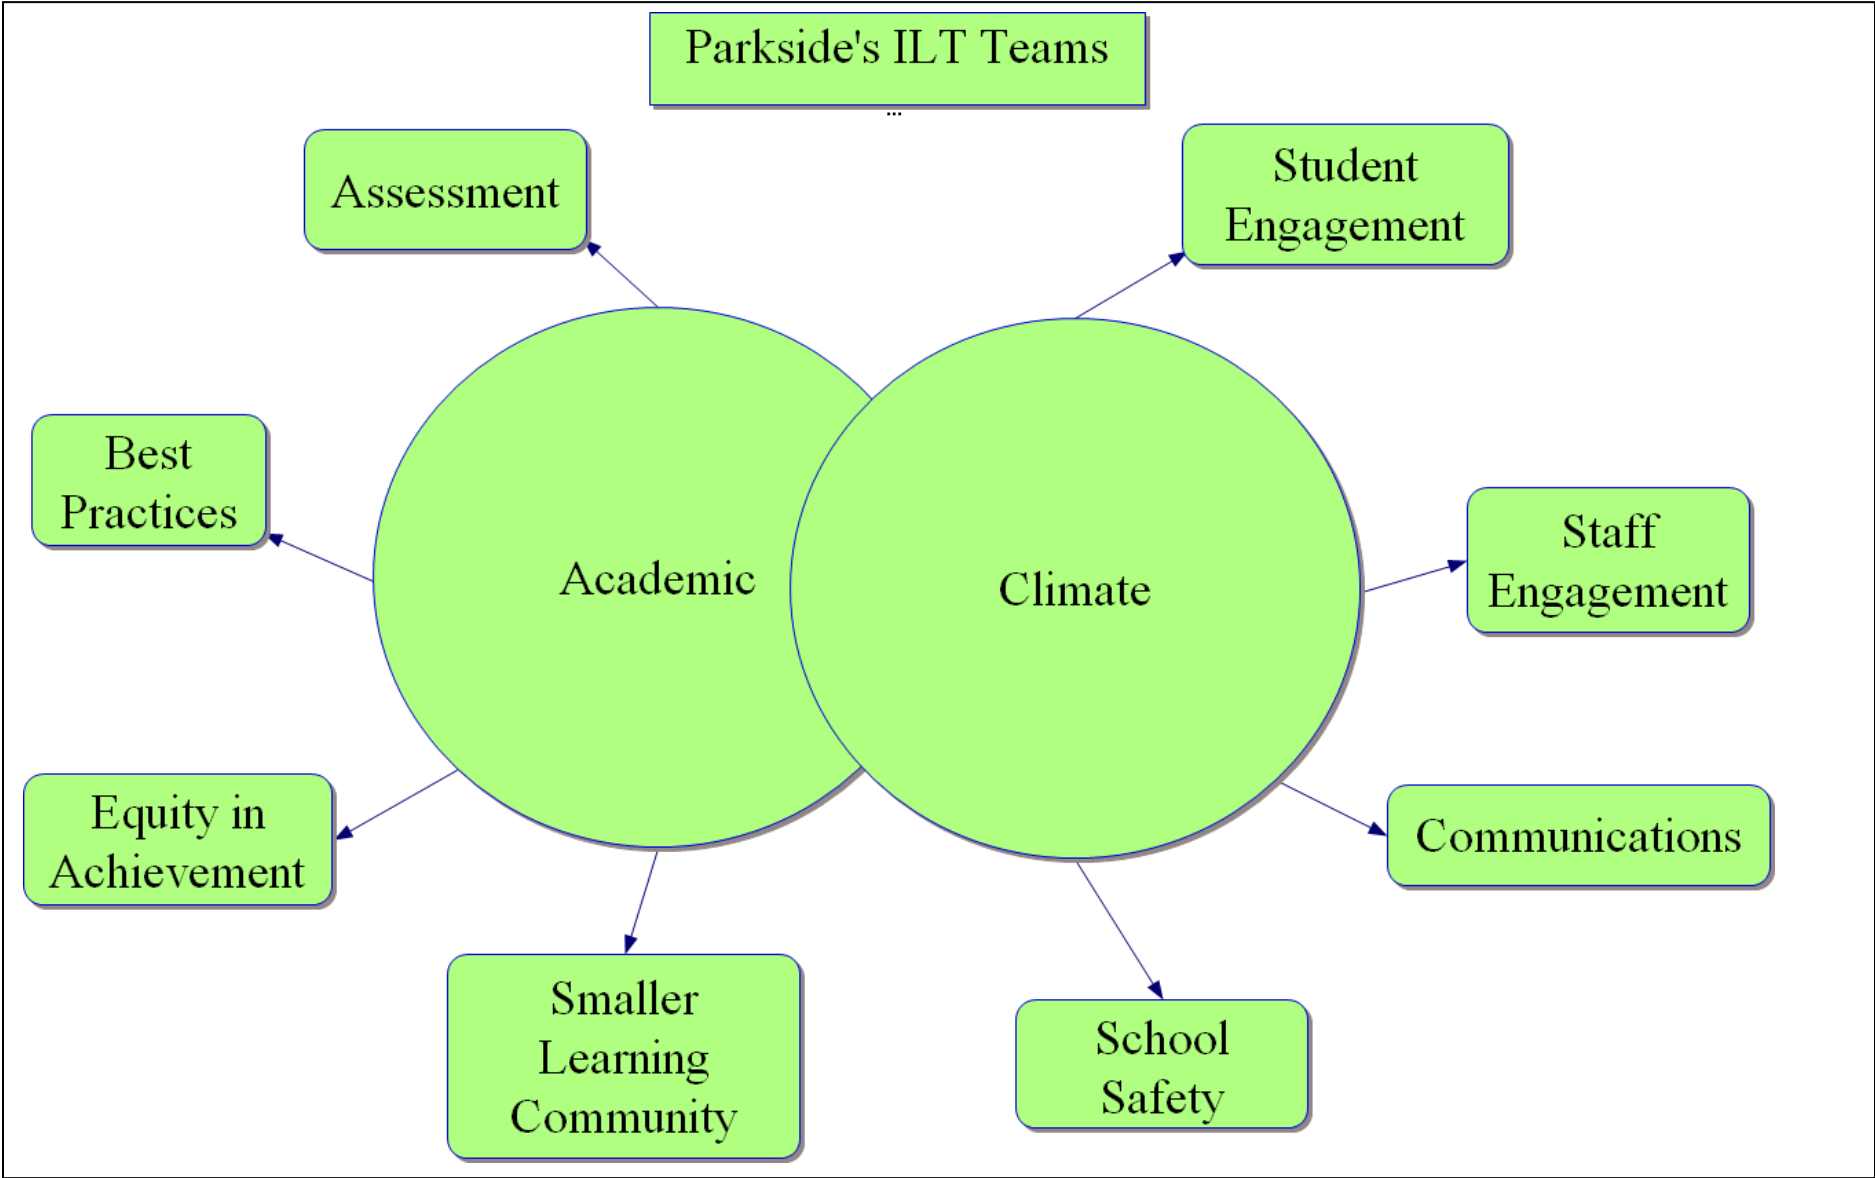 Parkside's ILT Teams
...
Assessment
Student
Engagement
Best
Practices
Academic
Climate
Staff
Engagement
Equity in
Achievement
Communications
Smaller
Learning
Community
School
Safety